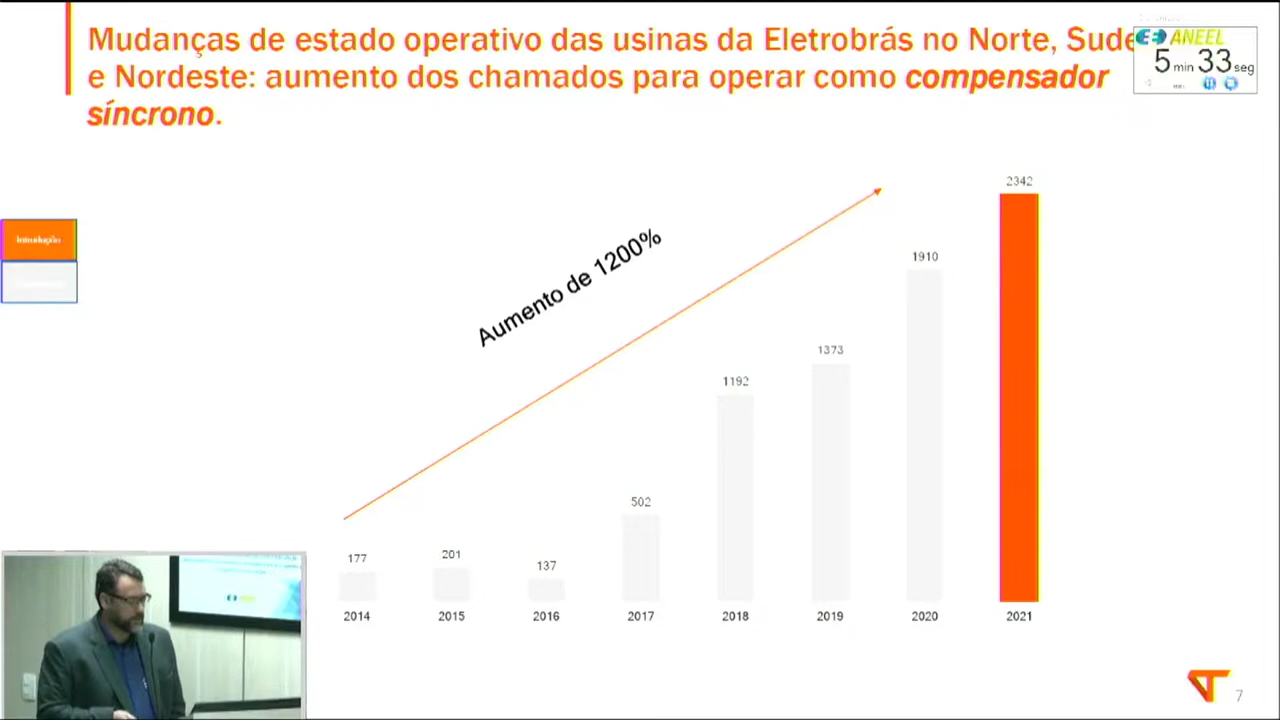 Mudanças de estado operativo das usinas da Eletrobrás no Norte, Sude
e Nordeste: aumento dos chamados para operar como compensador
síncrono.
ANEEL
5 min 33 seg
Introdução
Aumento de 1200%
2342
1910
1373
1192
502
177
201
137
2014
2015
2016
2017
2018
2019
2020
2021
7